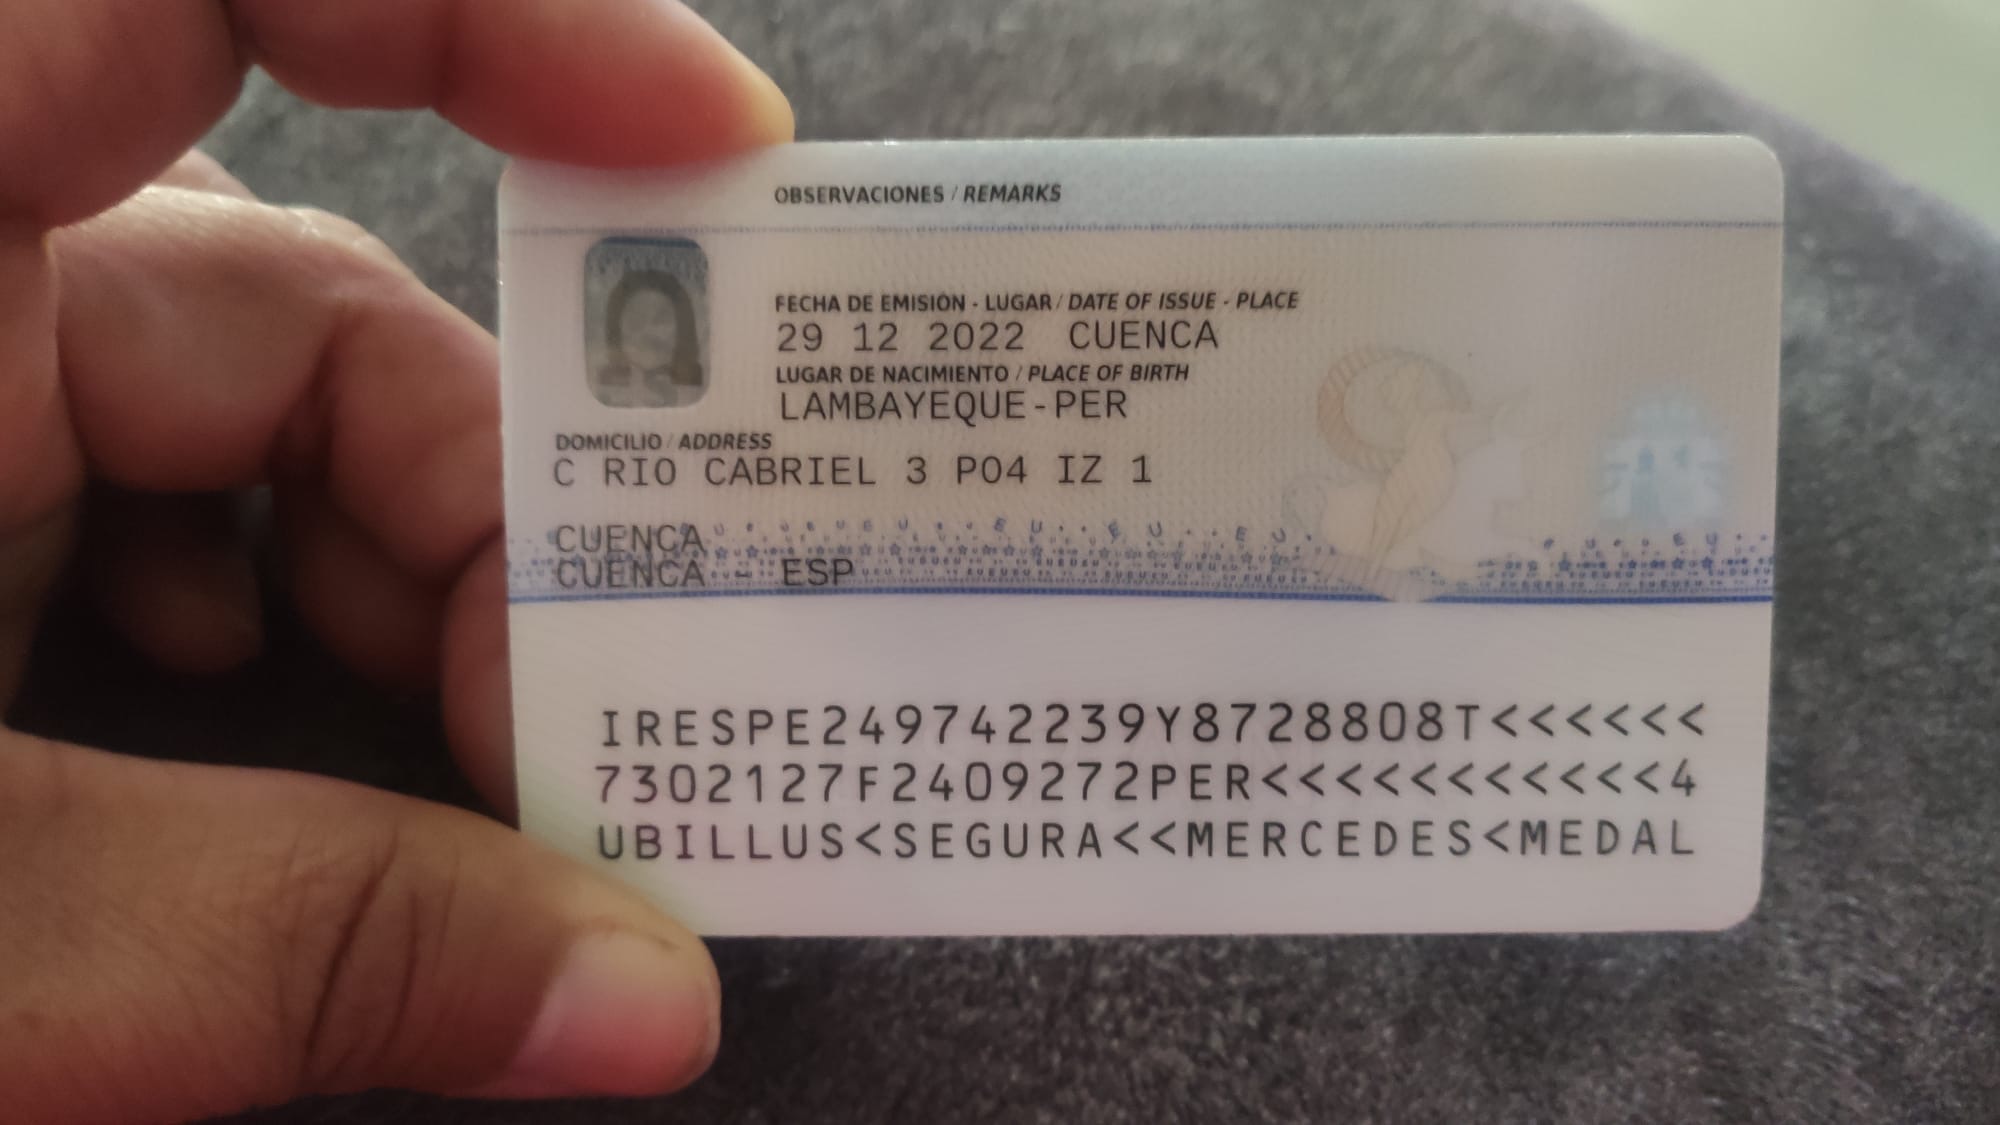 OBSERVACIONES / REMARKS
FECHA DE EMISIÓN - LUGAR / DATE OF ISSUE - PLACE
29 12 2022 CUENCA
LUGAR DE NACIMIENTO / PLACE OF BIRTH
LAMBAYEQUE-PER
DOMICILIO / ADDRESS
C RIO CABRIEL 3 P04 IZ 1
CUENCA
CUENCA - ESP
IRESPE249742239Y8728808T<<<<<<
7302127F2409272PER<<<<<<<<<<<4
UBILLUS<SEGURA<<MERCEDES<MEDAL